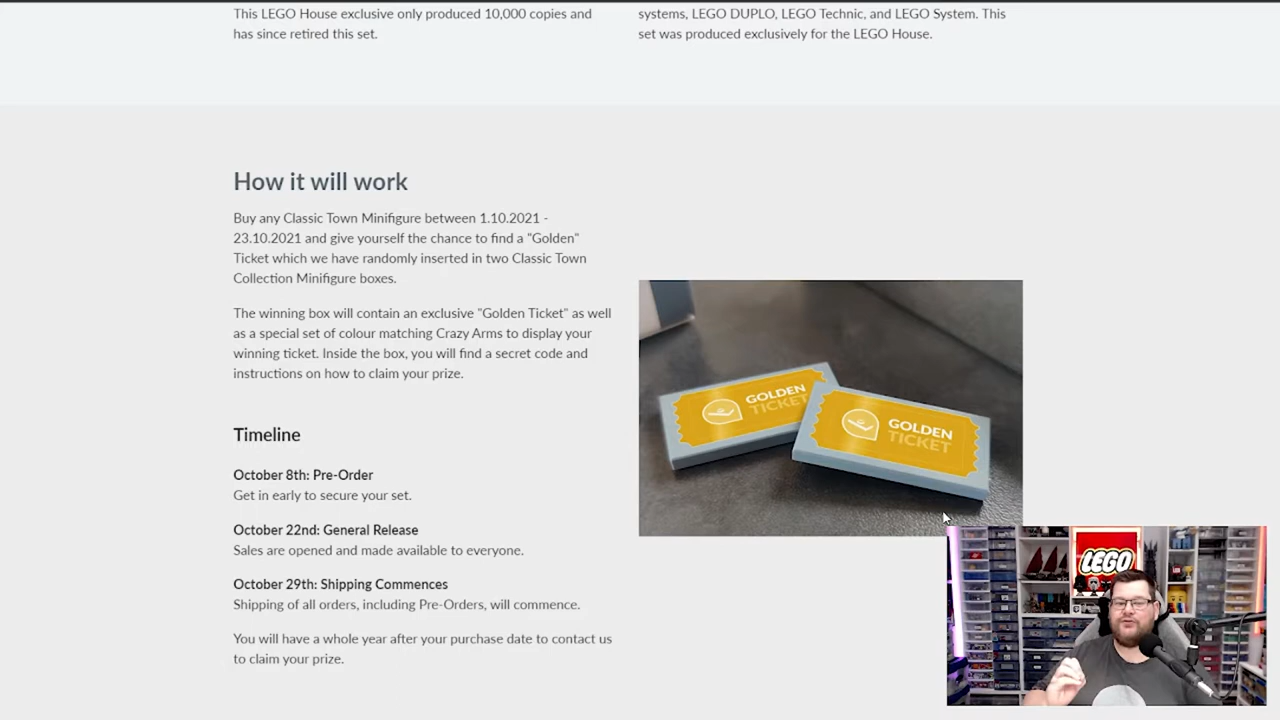 This LEGO House exclusive only produced 10,000 copies and
has since retired this set.
systems, LEGO DUPLO, LEGO Technic, and LEGO System. This
set was produced exclusively for the LEGO House.
How it will work
Buy any Classic Town Minifigure between 1.10.2021 -
23.10.2021 and give yourself the chance to find a "Golden"
Ticket which we have randomly inserted in two Classic Town
Collection Minifigure boxes.
The winning box will contain an exclusive "Golden Ticket" as well
as a special set of colour matching Crazy Arms to display your
winning ticket. Inside the box, you will find a secret code and
instructions on how to claim your prize.
Timeline
October 8th: Pre-Order
Get in early to secure your set.
October 22nd: General Release
Sales are opened and made available to everyone.
October 29th: Shipping Commences
Shipping of all orders, including Pre-Orders, will commence.
You will have a whole year after your purchase date to contact us
to claim your prize.
GOLDEN
TICKET
GOLDEN
TICKET
LEGO